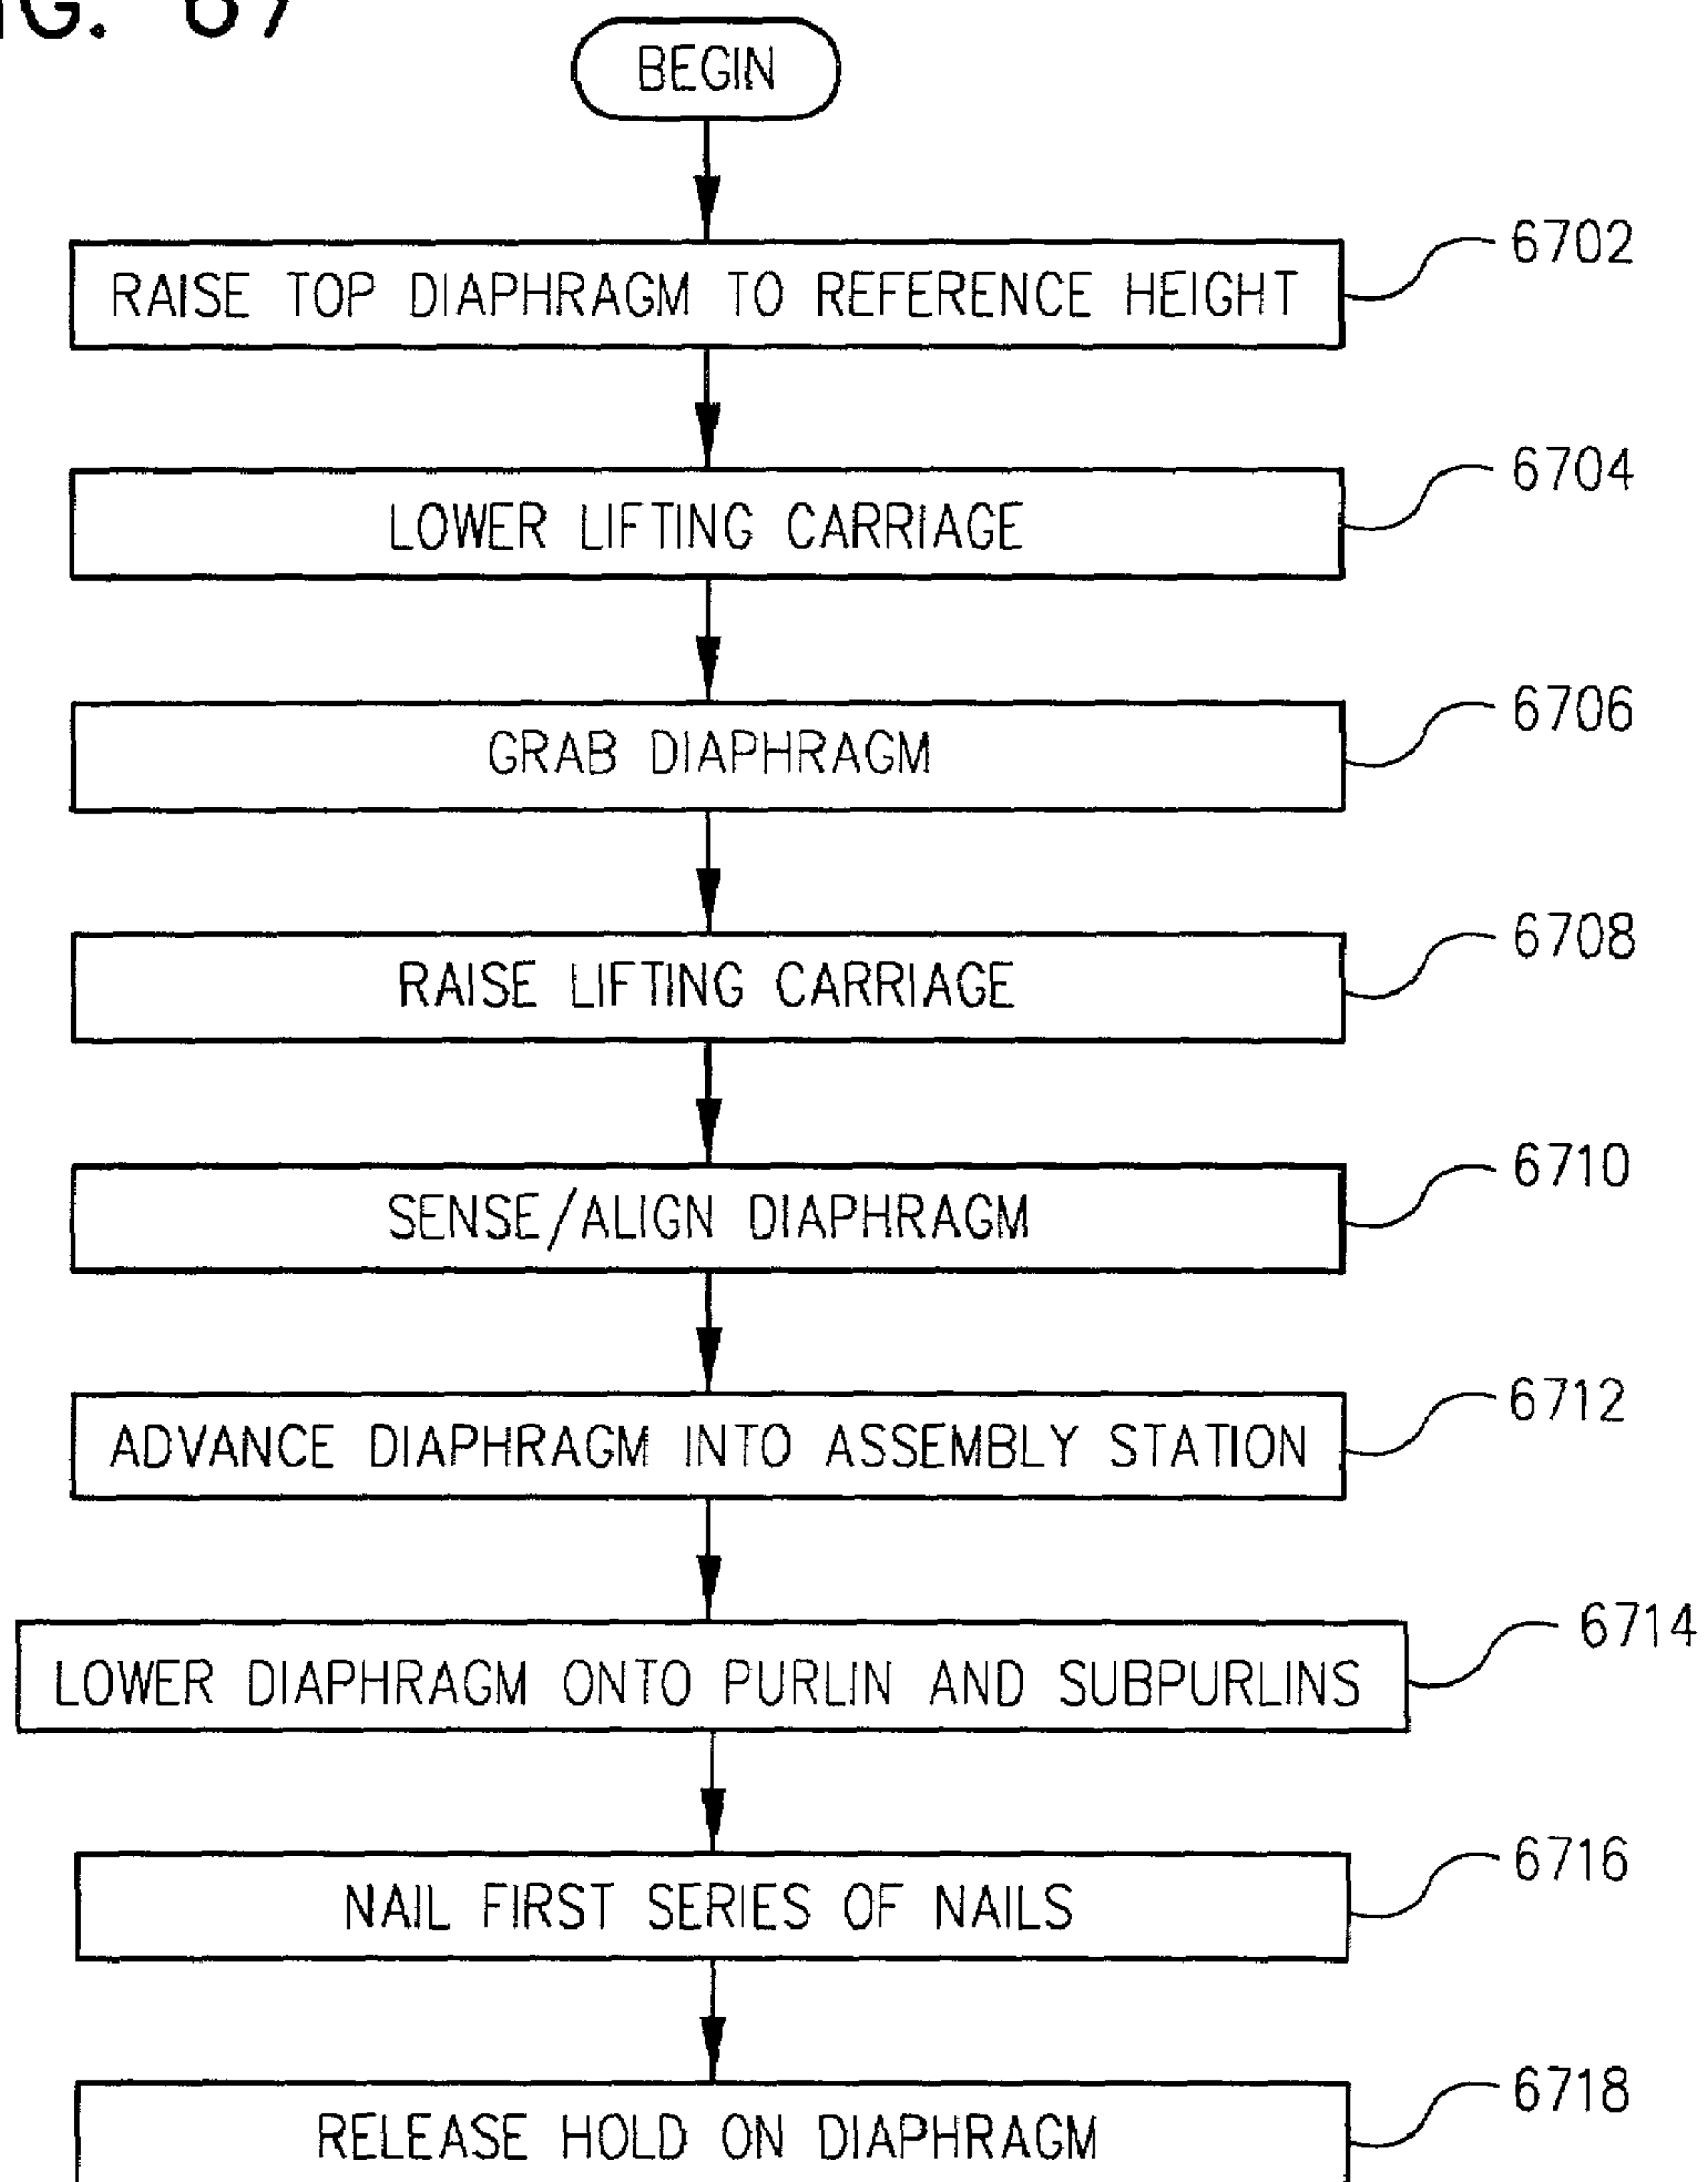 FIG. 67
BEGIN
RAISE TOP DIAPHRAGM TO REFERENCE HEIGHT
6702
LOWER LIFTING CARRIAGE
6704
GRAB DIAPHRAGM
6706
RAISE LIFTING CARRIAGE
6708
SENSE/ALIGN DIAPHRAGM
6710
ADVANCE DIAPHRAGM INTO ASSEMBLY STATION
6712
LOWER DIAPHRAGM ONTO PURLIN AND SUBPURLINS
6714
NAIL FIRST SERIES OF NAILS
6716
RELEASE HOLD ON DIAPHRAGM
6718